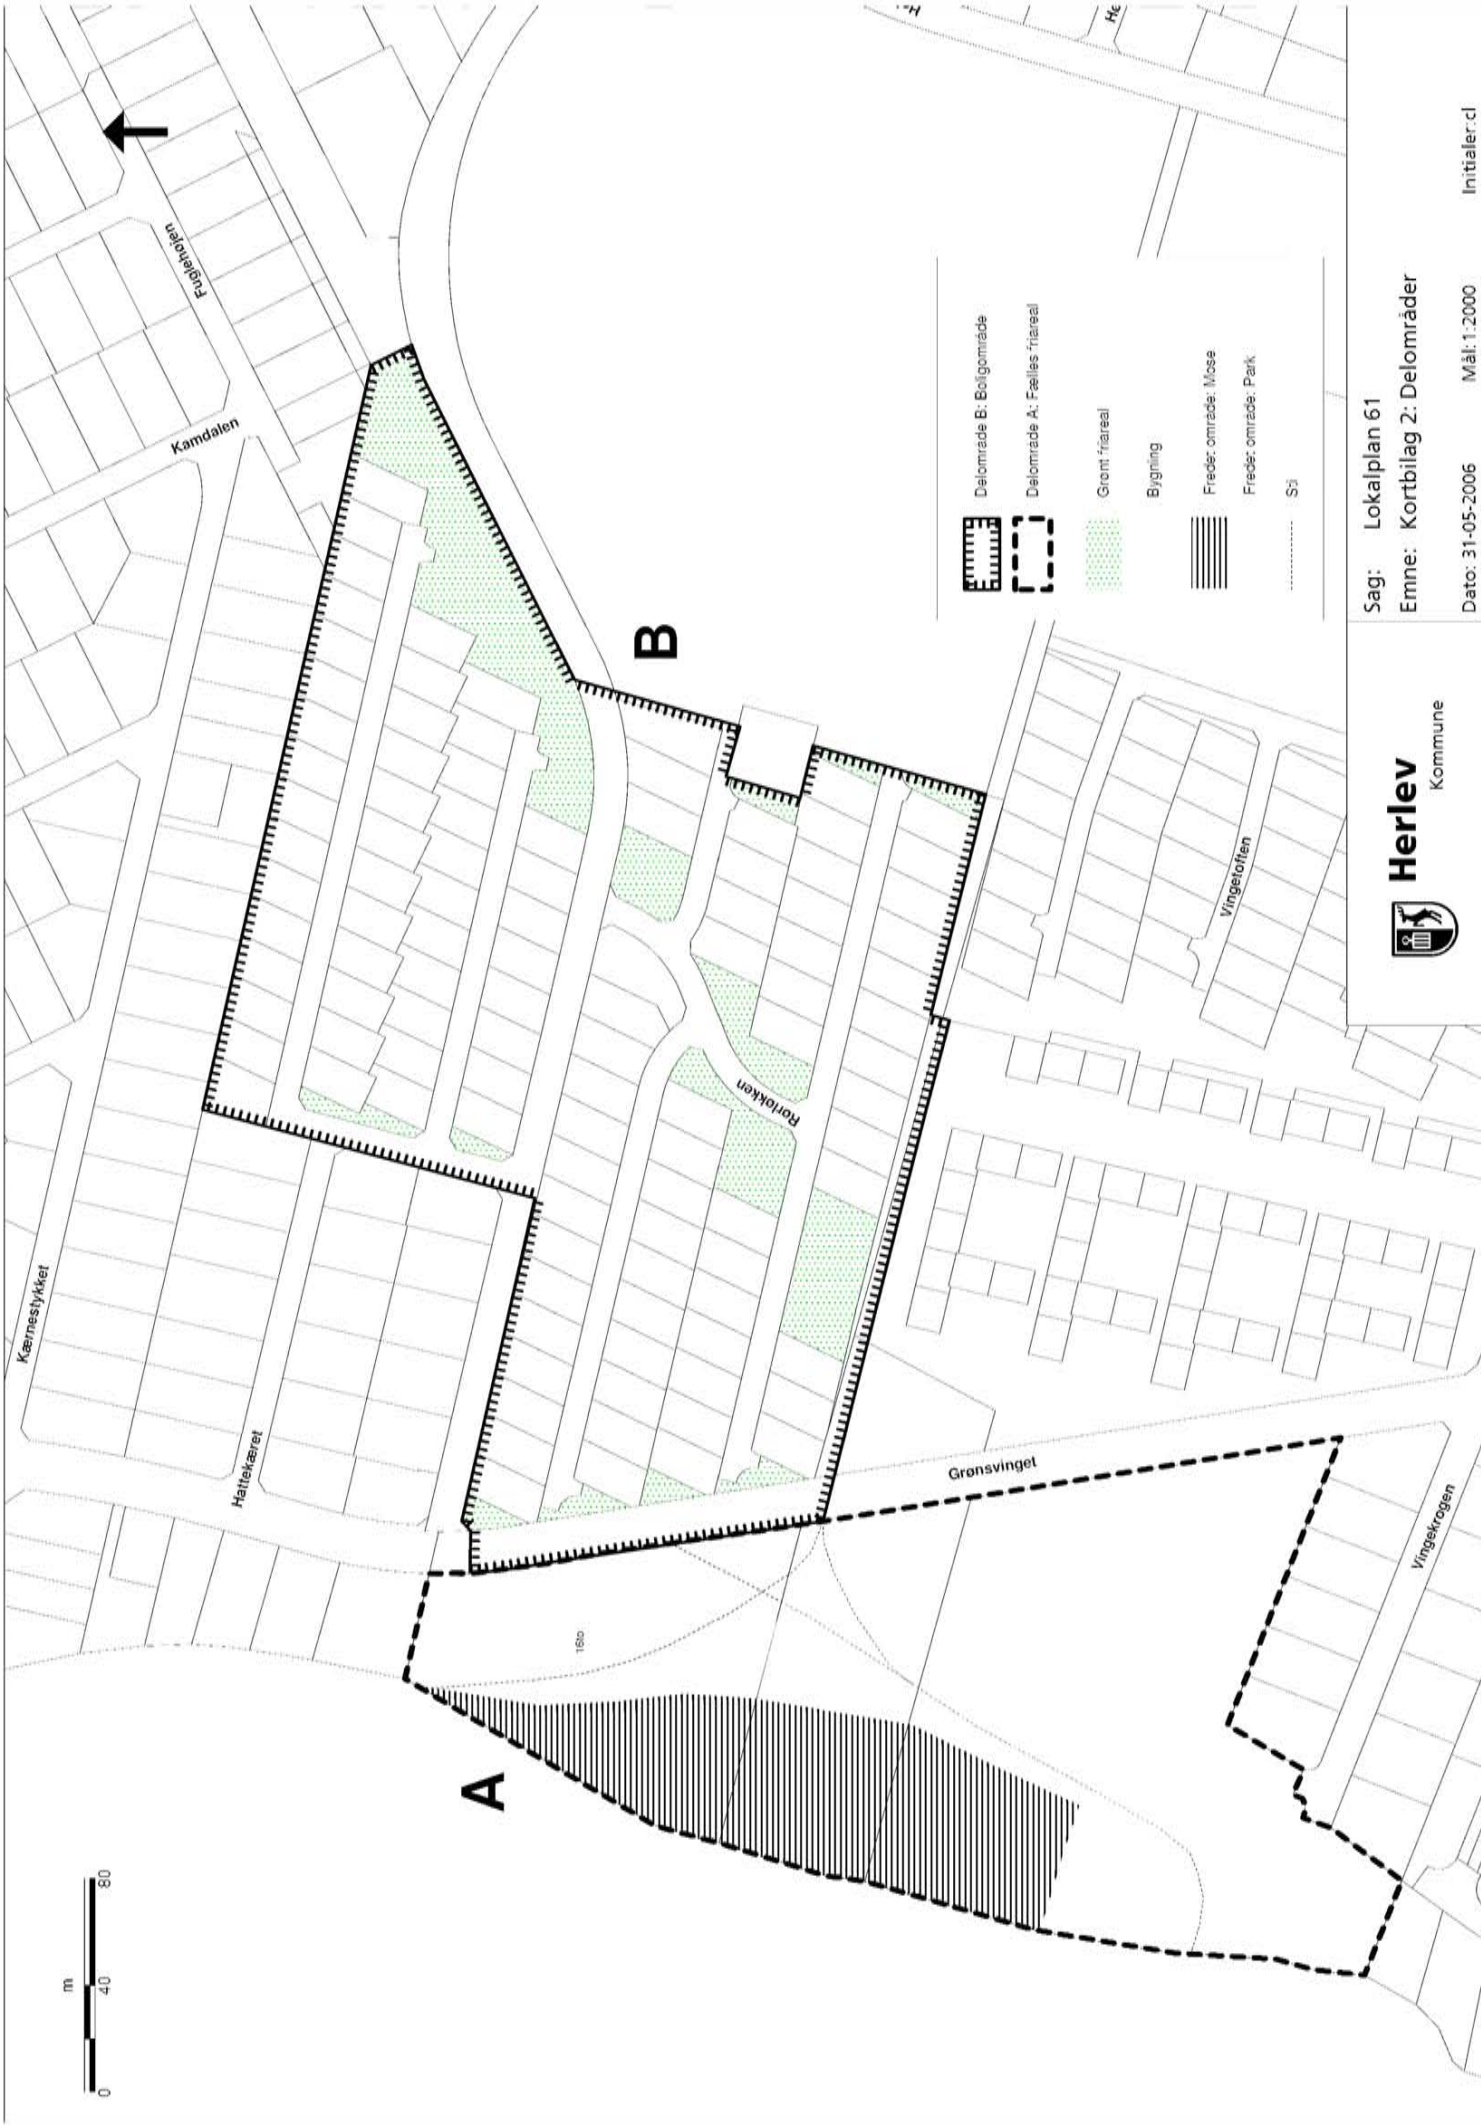 m
0
40
80
Kærnestykket
Hattekæret
Kamdalen
Fuglehøjen
A
B
Rorløkken
Grønsvinget
16to
Vingetoften
Vingekrogen
Delområde B: Boligområde
Delområde A: Fælles friareal
Grønt friareal
Bygning
Fredet område: Mose
Fredet område: Park
Sti
Herlev
Kommune
Sag: Lokalplan 61
Emne: Kortbilag 2: Delområder
Dato: 31-05-2006 Mål: 1:2000 Initialer: cl